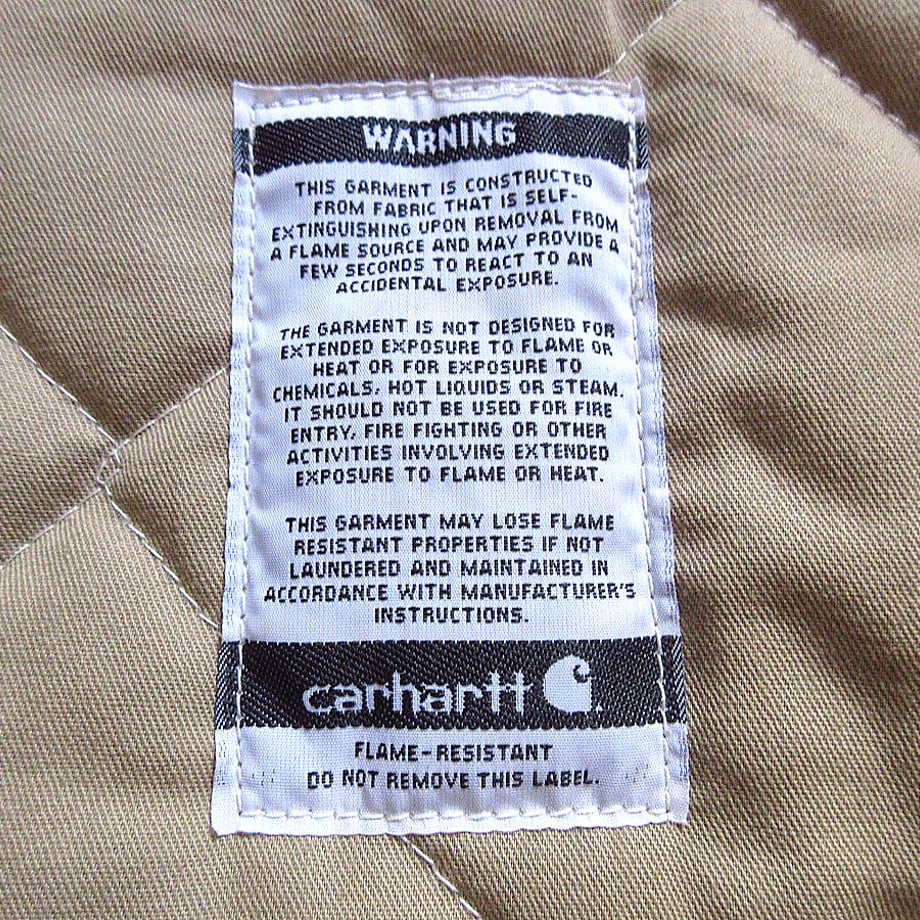 WARNING
THIS GARMENT IS CONSTRUCTED
FROM FABRIC THAT IS SELF-
EXTINGUISHING UPON REMOVAL FROM
A FLAME SOURCE AND MAY PROVIDE A
FEW SECONDS TO REACT TO AN
ACCIDENTAL EXPOSURE.
THE GARMENT IS NOT DESIGNED FOR
EXTENDED EXPOSURE TO FLAME OR
HEAT OR FOR EXPOSURE TO
CHEMICALS, HOT LIQUIDS OR STEAM.
IT SHOULD NOT BE USED FOR FIRE
ENTRY, FIRE FIGHTING OR OTHER
ACTIVITIES INVOLVING EXTENDED
EXPOSURE TO FLAME OR HEAT.
THIS GARMENT MAY LOSE FLAME
RESISTANT PROPERTIES IF NOT
LAUNDERED AND MAINTAINED IN
ACCORDANCE WITH MANUFACTURER'S
INSTRUCTIONS.
carhartt
FLAME-RESISTANT
DO NOT REMOVE THIS LABEL.